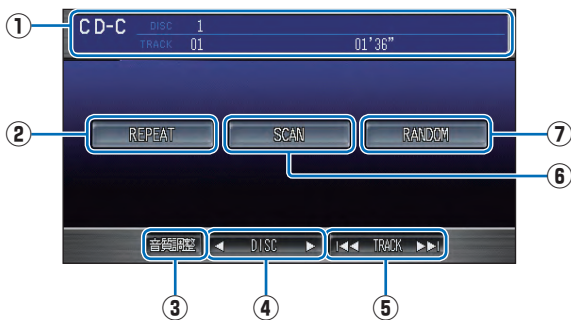 ①
CD-C DISC 1
TRACK 01 01'36"
② REPEAT SCAN RANDOM ⑦
⑥
音質調整 ◀ DISC ▶ I◀◀ TRACK ▶▶I
③ ④ ⑤